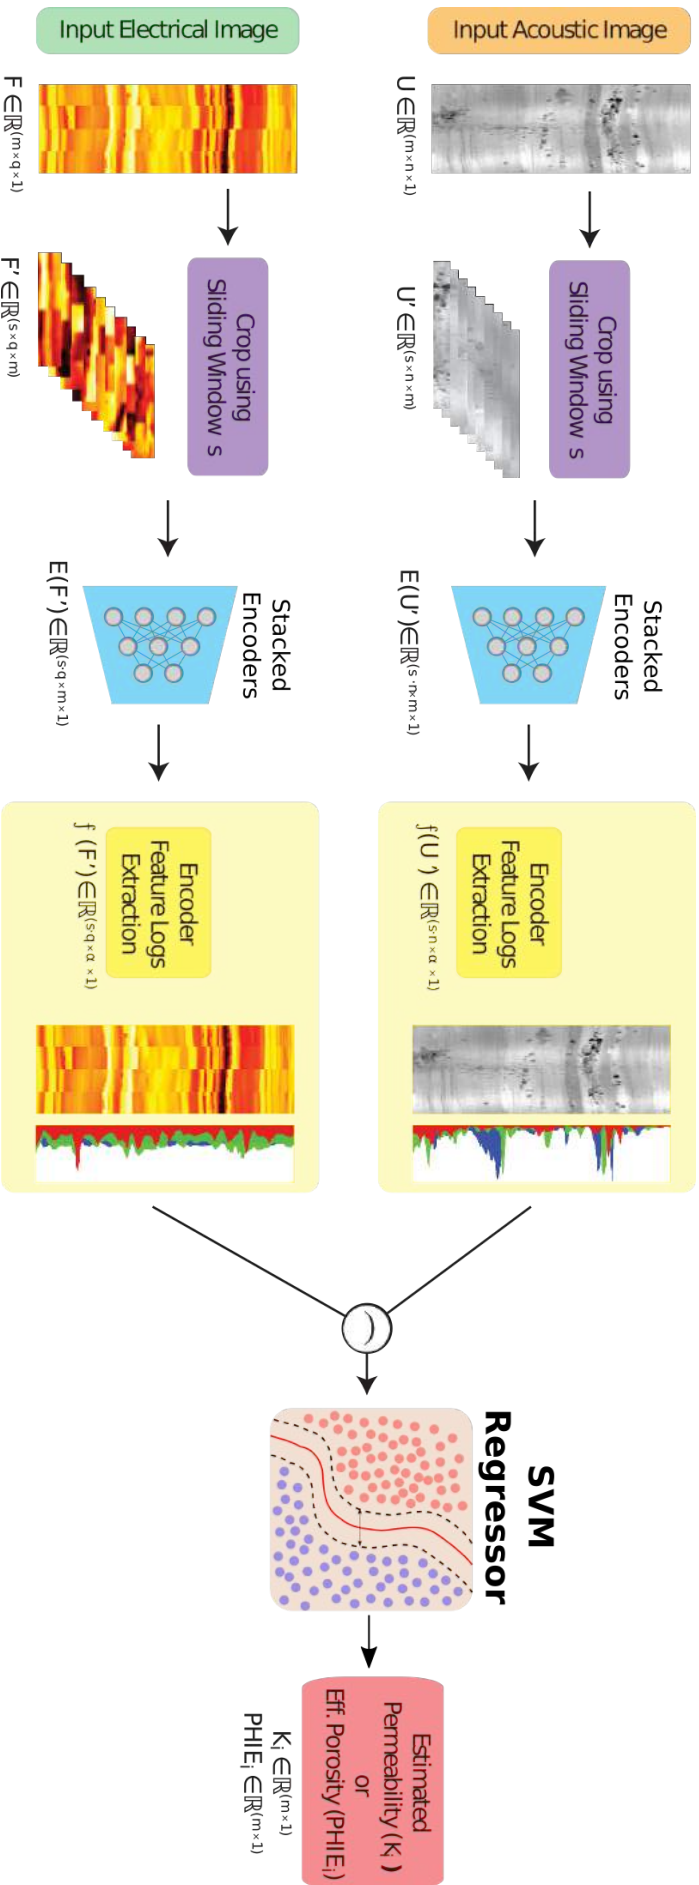 Input Electrical Image
Input Acoustic Image
F ∈ℝ(m×q×1)
U ∈ℝ(m×n×1)
Crop using
Sliding Window s
F' ∈ℝ(s×q×m)
Crop using
Sliding Window s
U' ∈ℝ(s×n×m)
Stacked
Encoders
E(F')∈ℝ(s·q×m×1)
Stacked
Encoders
E(U')∈ℝ(s·n×m×1)
Encoder
Feature Logs
Extraction
f (F')∈ℝ(s·q×α×1)
Encoder
Feature Logs
Extraction
f(U')∈ℝ(s·n×α×1)
SVM
Regressor
Estimated
Permeability (Ki)
or
Eff. Porosity (PHIEi)
Ki ∈ℝ(m×1)
PHIEi ∈ℝ(m×1)